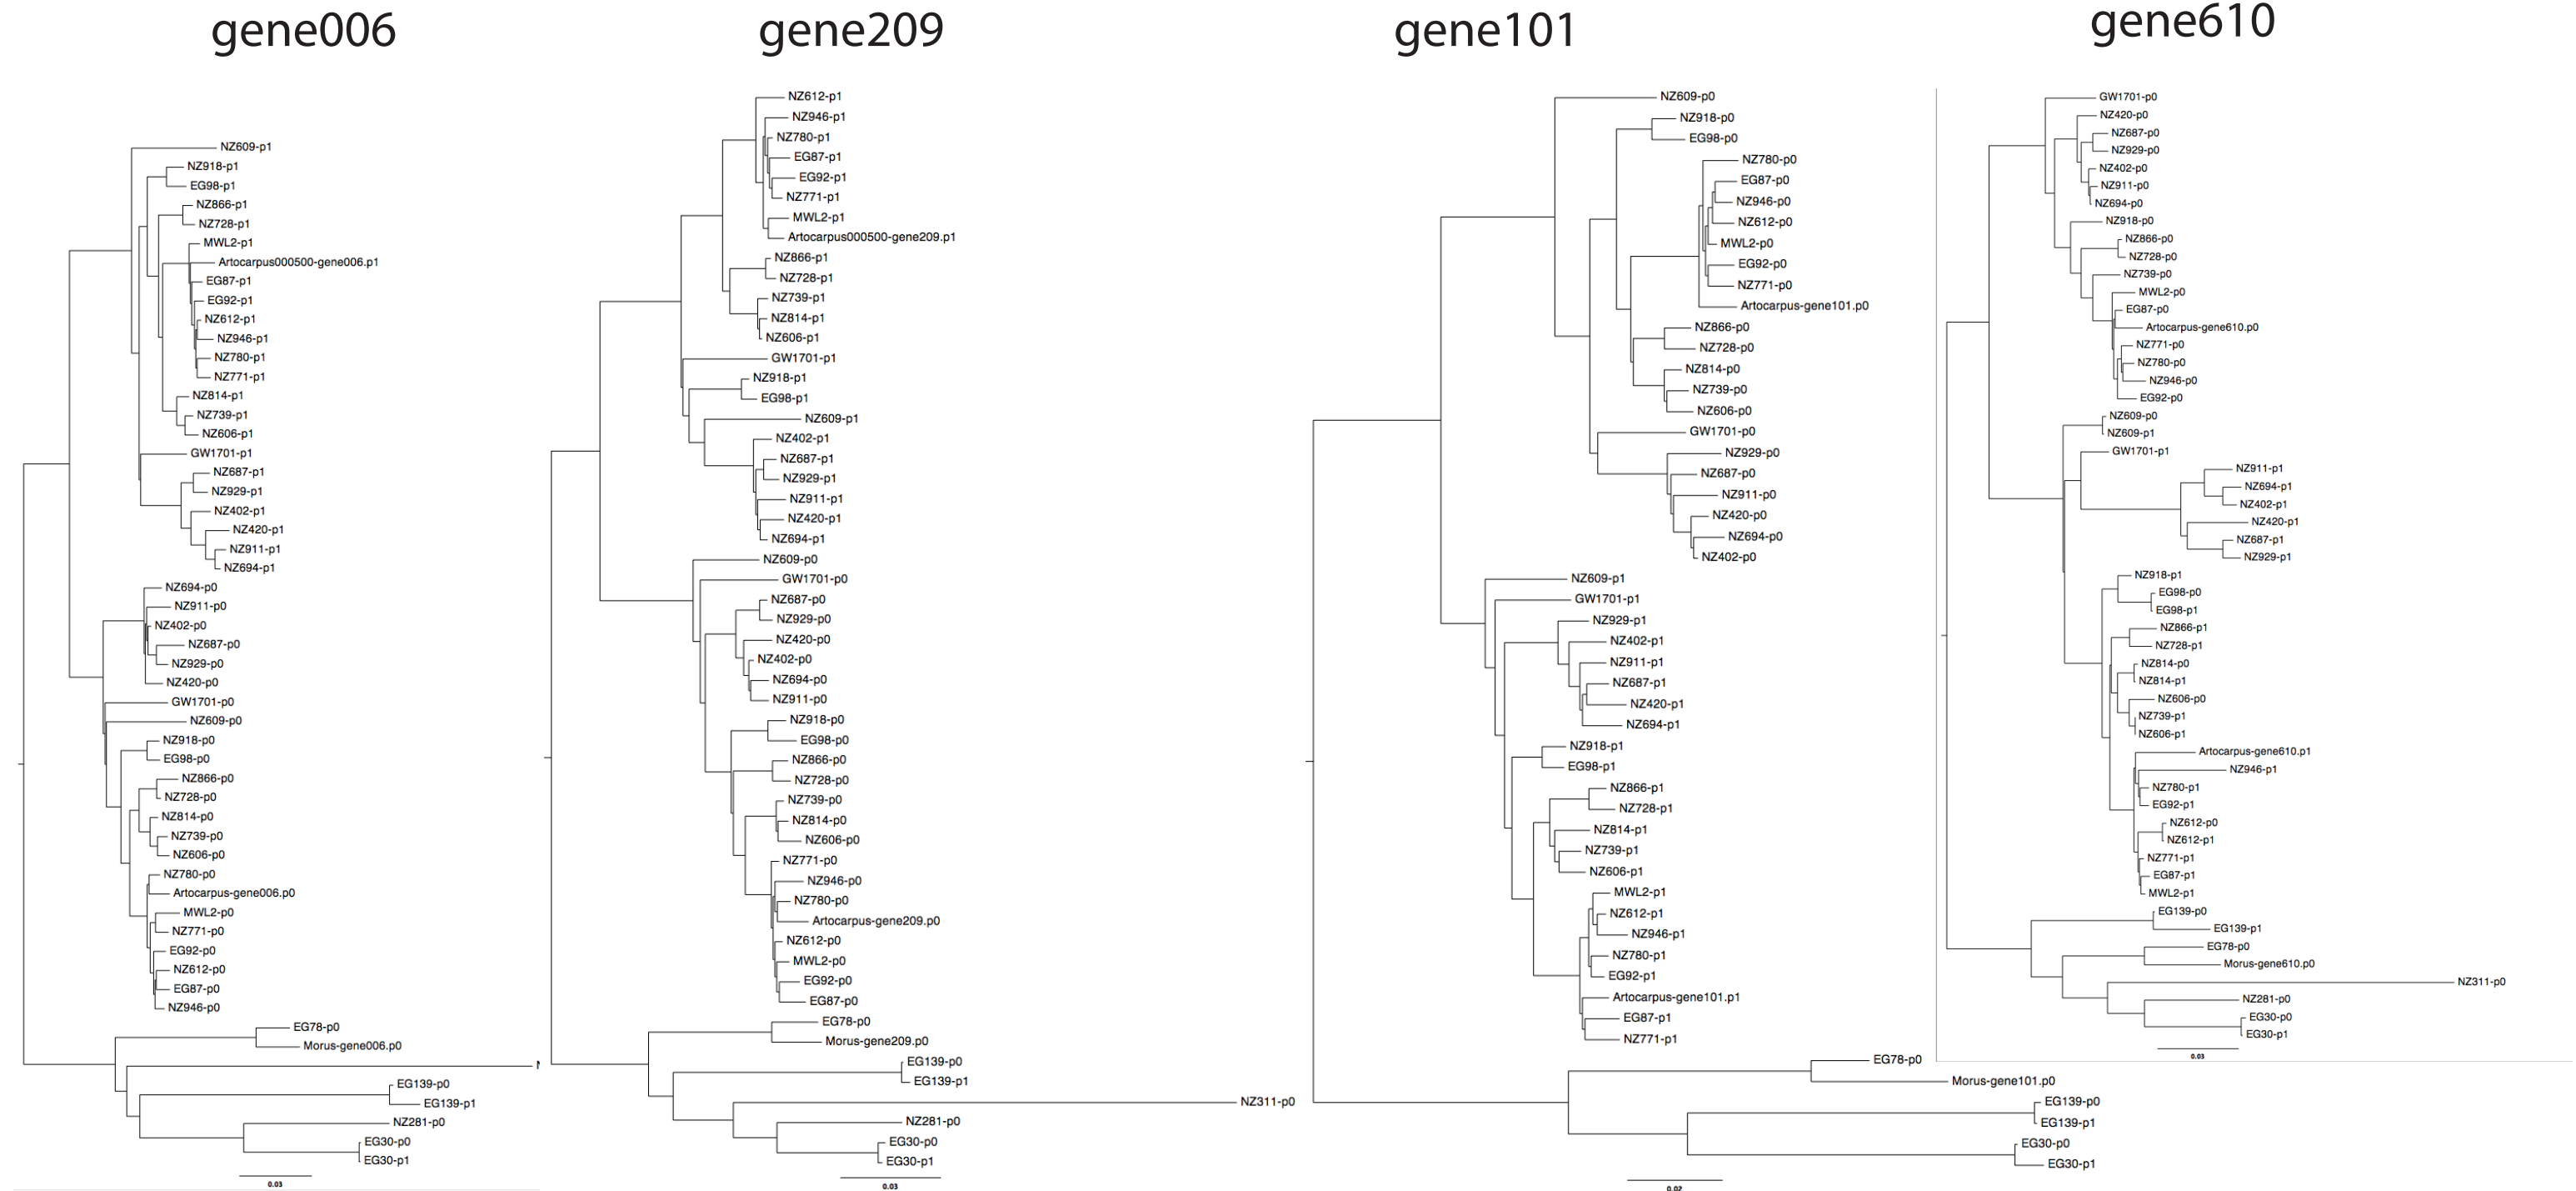 gene006
NZ609-p1
NZ918-p1
EG98-p1
NZ866-p1
NZ728-p1
MWL2-p1
Artocarpus000500-gene006.p1
EG87-p1
EG92-p1
NZ612-p1
NZ946-p1
NZ780-p1
NZ771-p1
NZ814-p1
NZ739-p1
NZ606-p1
GW1701-p1
NZ687-p1
NZ929-p1
NZ402-p1
NZ420-p1
NZ911-p1
NZ694-p1
NZ694-p0
NZ911-p0
NZ402-p0
NZ687-p0
NZ929-p0
NZ420-p0
GW1701-p0
NZ609-p0
NZ918-p0
EG98-p0
NZ866-p0
NZ728-p0
NZ814-p0
NZ739-p0
NZ606-p0
NZ780-p0
Artocarpus-gene006.p0
MWL2-p0
NZ771-p0
EG92-p0
NZ612-p0
EG87-p0
NZ946-p0
EG78-p0
Morus-gene006.p0
EG139-p0
EG139-p1
NZ281-p0
EG30-p0
EG30-p1
0.03
gene209
NZ612-p1
NZ946-p1
NZ780-p1
EG87-p1
EG92-p1
NZ771-p1
MWL2-p1
Artocarpus000500-gene209.p1
NZ866-p1
NZ728-p1
NZ739-p1
NZ814-p1
NZ606-p1
GW1701-p1
NZ918-p1
EG98-p1
NZ609-p1
NZ402-p1
NZ687-p1
NZ929-p1
NZ911-p1
NZ420-p1
NZ694-p1
NZ609-p0
GW1701-p0
NZ687-p0
NZ929-p0
NZ420-p0
NZ402-p0
NZ694-p0
NZ911-p0
NZ918-p0
EG98-p0
NZ866-p0
NZ728-p0
NZ739-p0
NZ814-p0
NZ606-p0
NZ771-p0
NZ946-p0
NZ780-p0
Artocarpus-gene209.p0
NZ612-p0
MWL2-p0
EG92-p0
EG87-p0
EG78-p0
Morus-gene209.p0
EG139-p0
EG139-p1
NZ311-p0
NZ281-p0
EG30-p0
EG30-p1
0.03
gene101
NZ609-p0
NZ918-p0
EG98-p0
NZ780-p0
EG87-p0
NZ946-p0
NZ612-p0
MWL2-p0
EG92-p0
NZ771-p0
Artocarpus-gene101.p0
NZ866-p0
NZ728-p0
NZ814-p0
NZ739-p0
NZ606-p0
GW1701-p0
NZ929-p0
NZ687-p0
NZ911-p0
NZ420-p0
NZ694-p0
NZ402-p0
NZ609-p1
GW1701-p1
NZ929-p1
NZ402-p1
NZ911-p1
NZ687-p1
NZ420-p1
NZ694-p1
NZ918-p1
EG98-p1
NZ866-p1
NZ728-p1
NZ814-p1
NZ739-p1
NZ606-p1
MWL2-p1
NZ612-p1
NZ946-p1
NZ780-p1
EG92-p1
Artocarpus-gene101.p1
EG87-p1
NZ771-p1
EG78-p0
Morus-gene101.p0
EG139-p0
EG139-p1
EG30-p0
EG30-p1
0.02
gene610
GW1701-p0
NZ420-p0
NZ687-p0
NZ929-p0
NZ402-p0
NZ911-p0
NZ694-p0
NZ918-p0
NZ866-p0
NZ728-p0
NZ739-p0
MWL2-p0
EG87-p0
Artocarpus-gene610.p0
NZ771-p0
NZ780-p0
NZ946-p0
EG92-p0
NZ609-p0
NZ609-p1
GW1701-p1
NZ911-p1
NZ694-p1
NZ402-p1
NZ420-p1
NZ687-p1
NZ929-p1
NZ918-p1
EG98-p0
EG98-p1
NZ866-p1
NZ728-p1
NZ814-p0
NZ814-p1
NZ606-p0
NZ739-p1
NZ606-p1
Artocarpus-gene610.p1
NZ946-p1
NZ780-p1
EG92-p1
NZ612-p0
NZ612-p1
NZ771-p1
EG87-p1
MWL2-p1
EG139-p0
EG139-p1
EG78-p0
Morus-gene610.p0
NZ311-p0
NZ281-p0
EG30-p0
EG30-p1
0.03